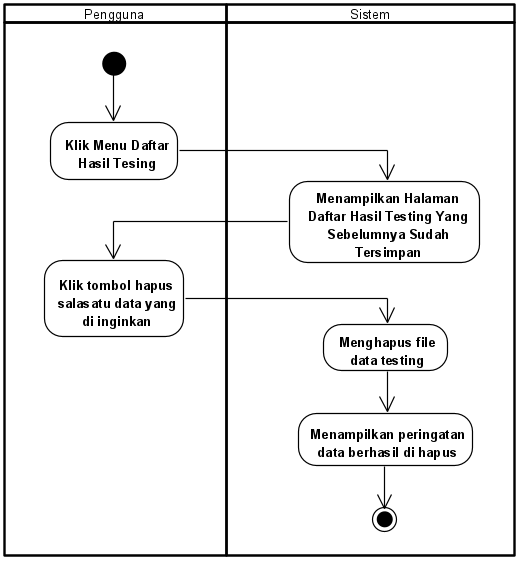 Pengguna
Sistem
Klik Menu Daftar
Hasil Tesing
Menampilkan Halaman
Daftar Hasil Testing Yang
Sebelumnya Sudah
Tersimpan
Klik tombol hapus
salasatu data yang
di inginkan
Menghapus file
data testing
Menampilkan peringatan
data berhasil di hapus